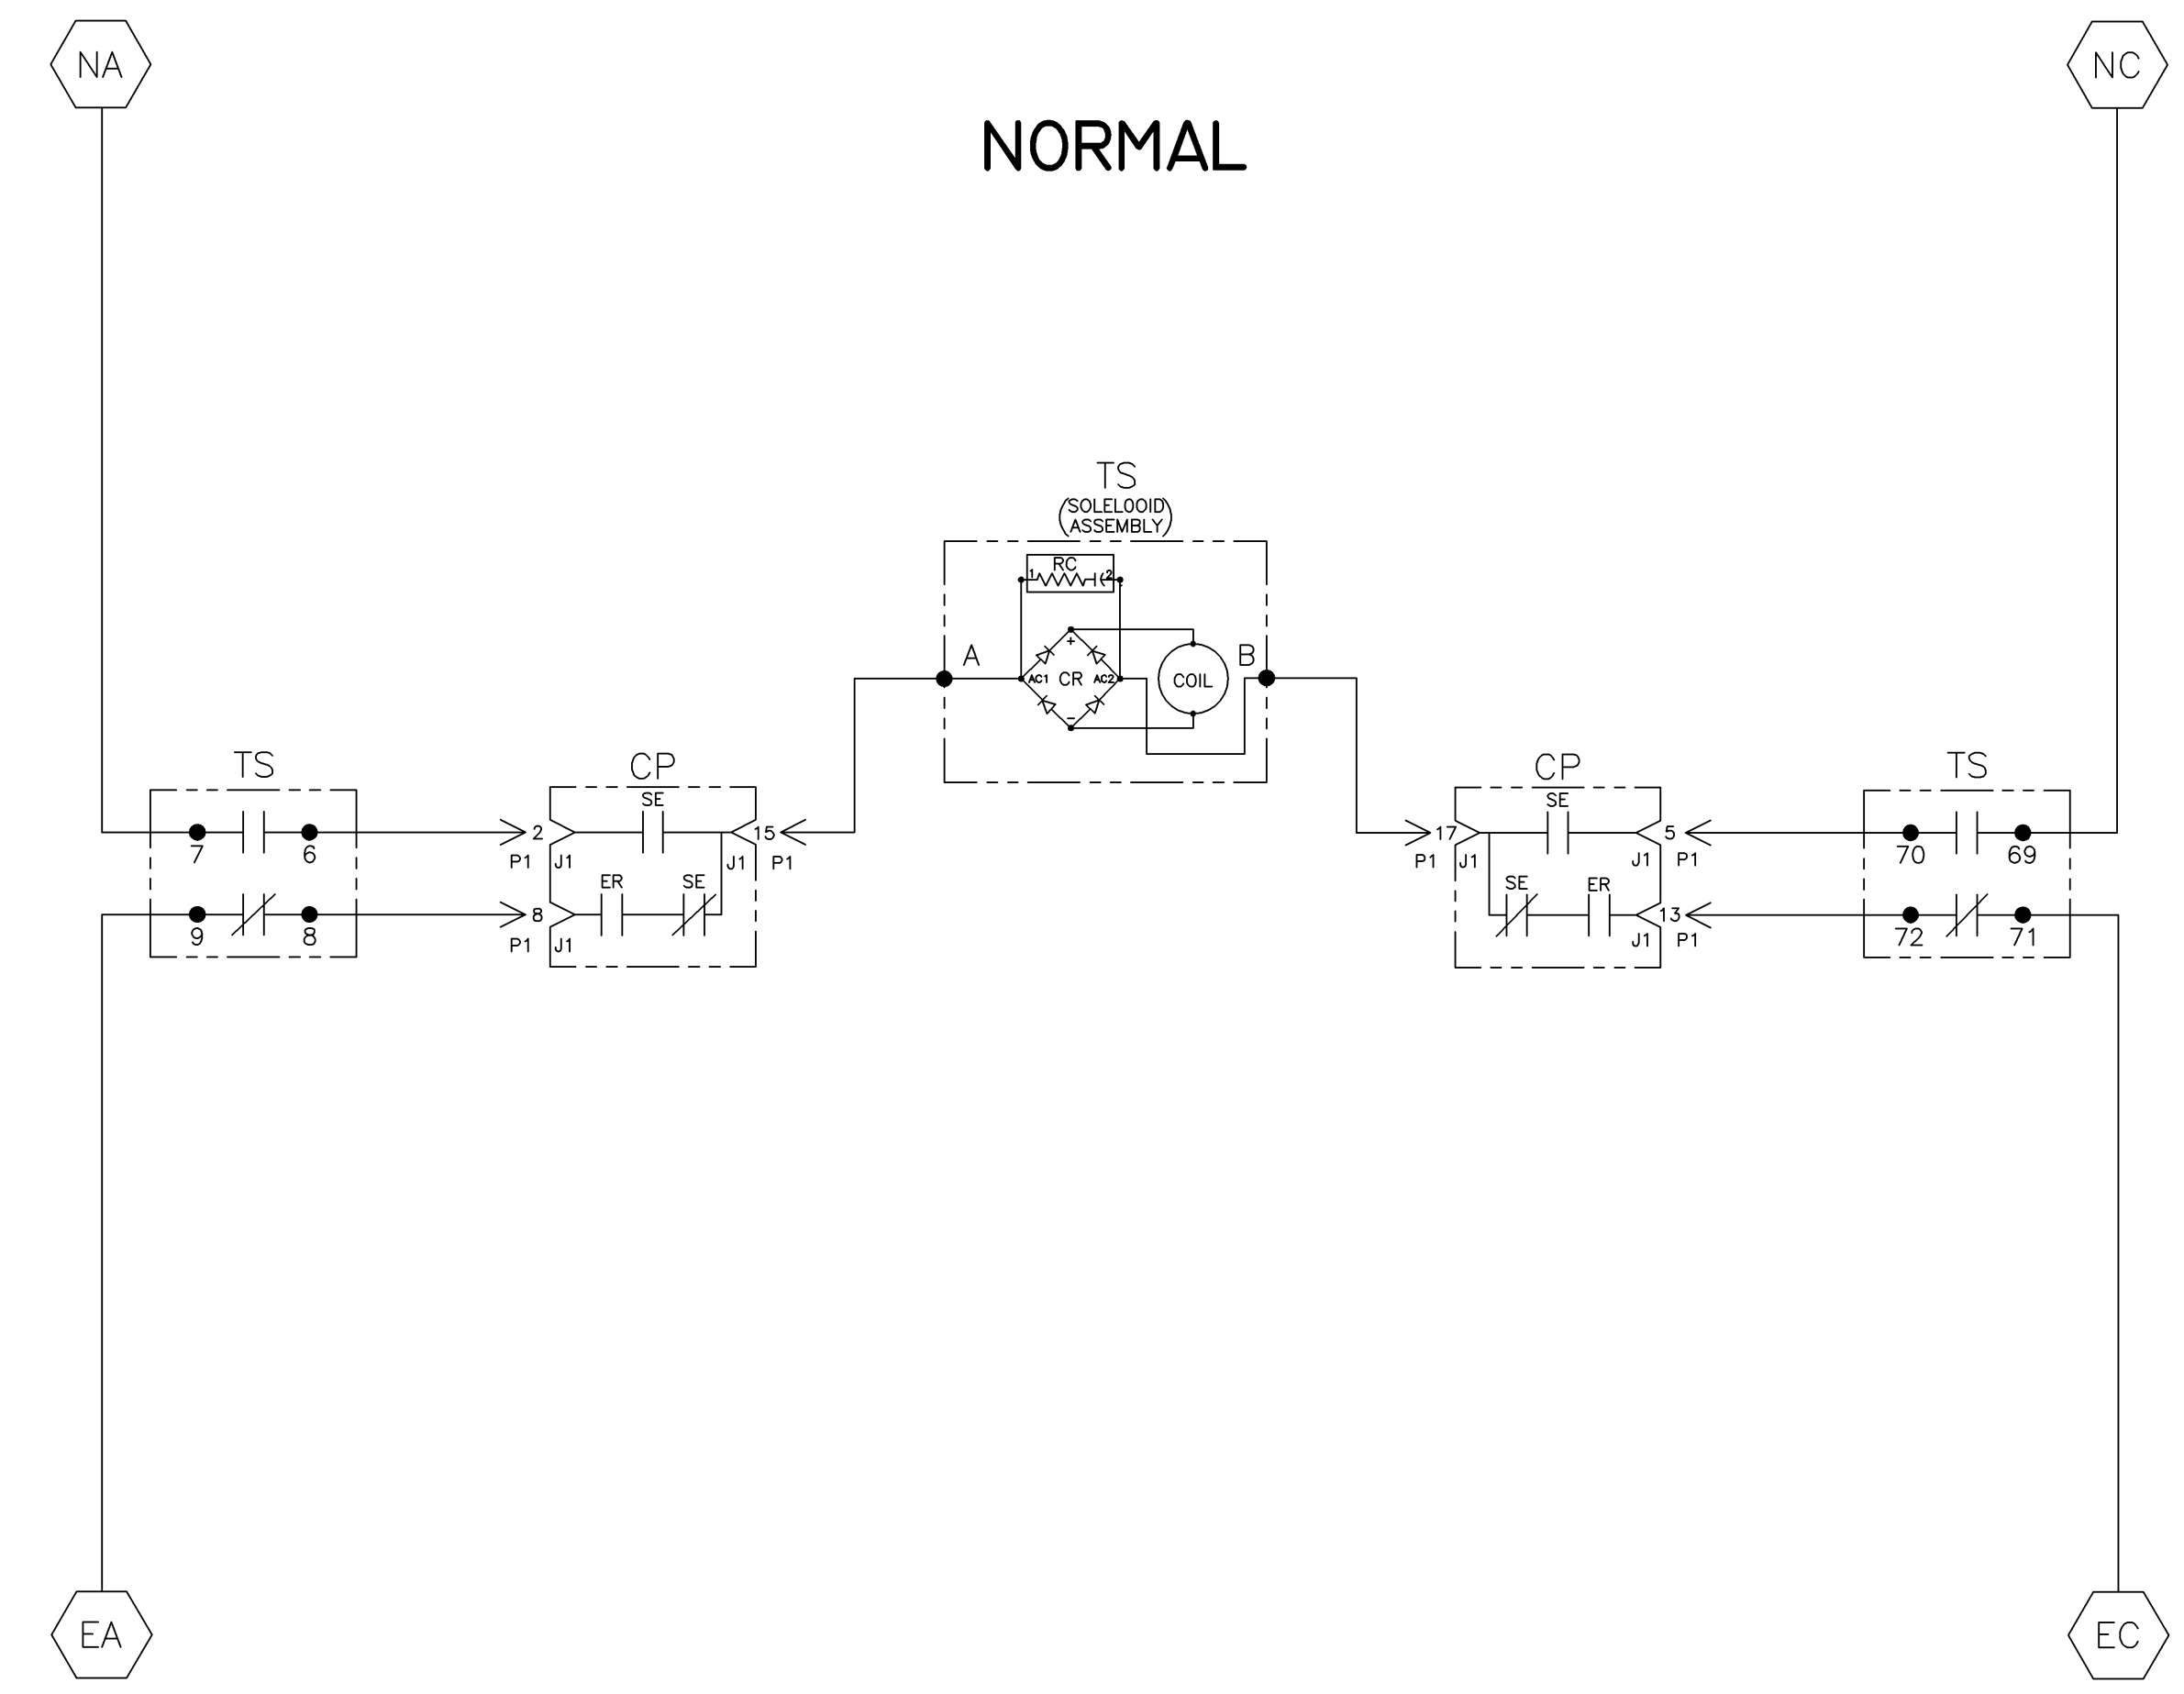 NA
NC
NORMAL
TS
(SOLELOOID
ASSEMBLY)
RC
1 2
A
+
B
AC1 CR AC2
COIL
−
TS
CP
CP
TS
SE
SE
7 6
2
15
17
5
70 69
P1 J1
J1 P1
P1 J1
J1 P1
ER SE
SE ER
9 8
8
13
72 71
P1 J1
J1 P1
EA
EC